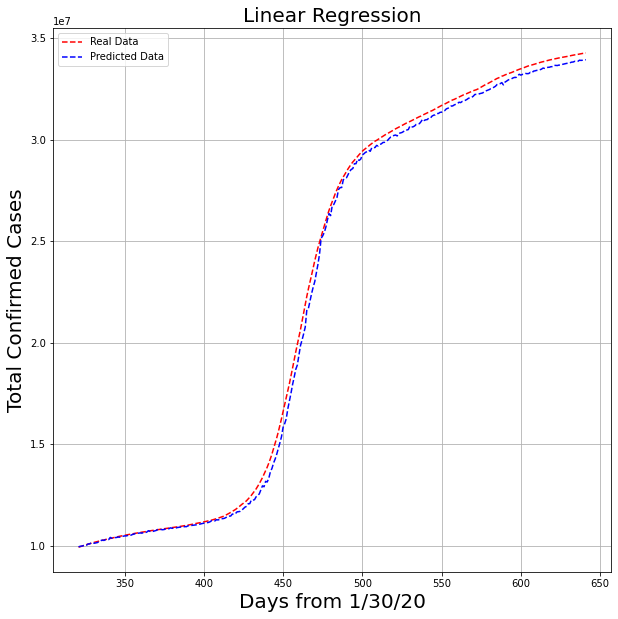 Linear Regression
1e7
3.5
Real Data
Predicted Data
3.0
2.5
2.0
1.5
1.0
Total Confirmed Cases
350 400 450 500 550 600 650
Days from 1/30/20